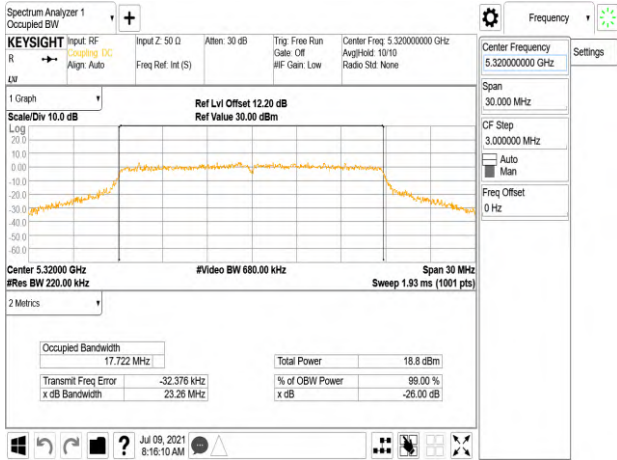 Spectrum Analyzer 1
Occupied BW
Frequency
KEYSIGHT
R
Input: RF
Coupling: DC
Align: Auto
Input Z: 50 Ω
Freq Ref: Int (S)
Atten: 30 dB
Trig: Free Run
Gate: Off
#IF Gain: Low
Center Freq: 5.320000000 GHz
Avg|Hold: 10/10
Radio Std: None
Center Frequency
5.320000000 GHz
Settings
Span
30.000 MHz
CF Step
3.000000 MHz
Auto
Man
Freq Offset
0 Hz
1 Graph
Scale/Div 10.0 dB
Ref Lvl Offset 12.20 dB
Ref Value 30.00 dBm
Log
20.0
10.0
0.00
-10.0
-20.0
-30.0
-40.0
-50.0
-60.0
Center 5.32000 GHz
#Res BW 220.00 kHz
#Video BW 680.00 kHz
Span 30 MHz
Sweep 1.93 ms (1001 pts)
2 Metrics
Occupied Bandwidth
17.722 MHz
Total Power 18.8 dBm
Transmit Freq Error -32.376 kHz
% of OBW Power 99.00 %
x dB Bandwidth 23.26 MHz
x dB -26.00 dB
?
Jul 09, 2021
8:16:10 AM